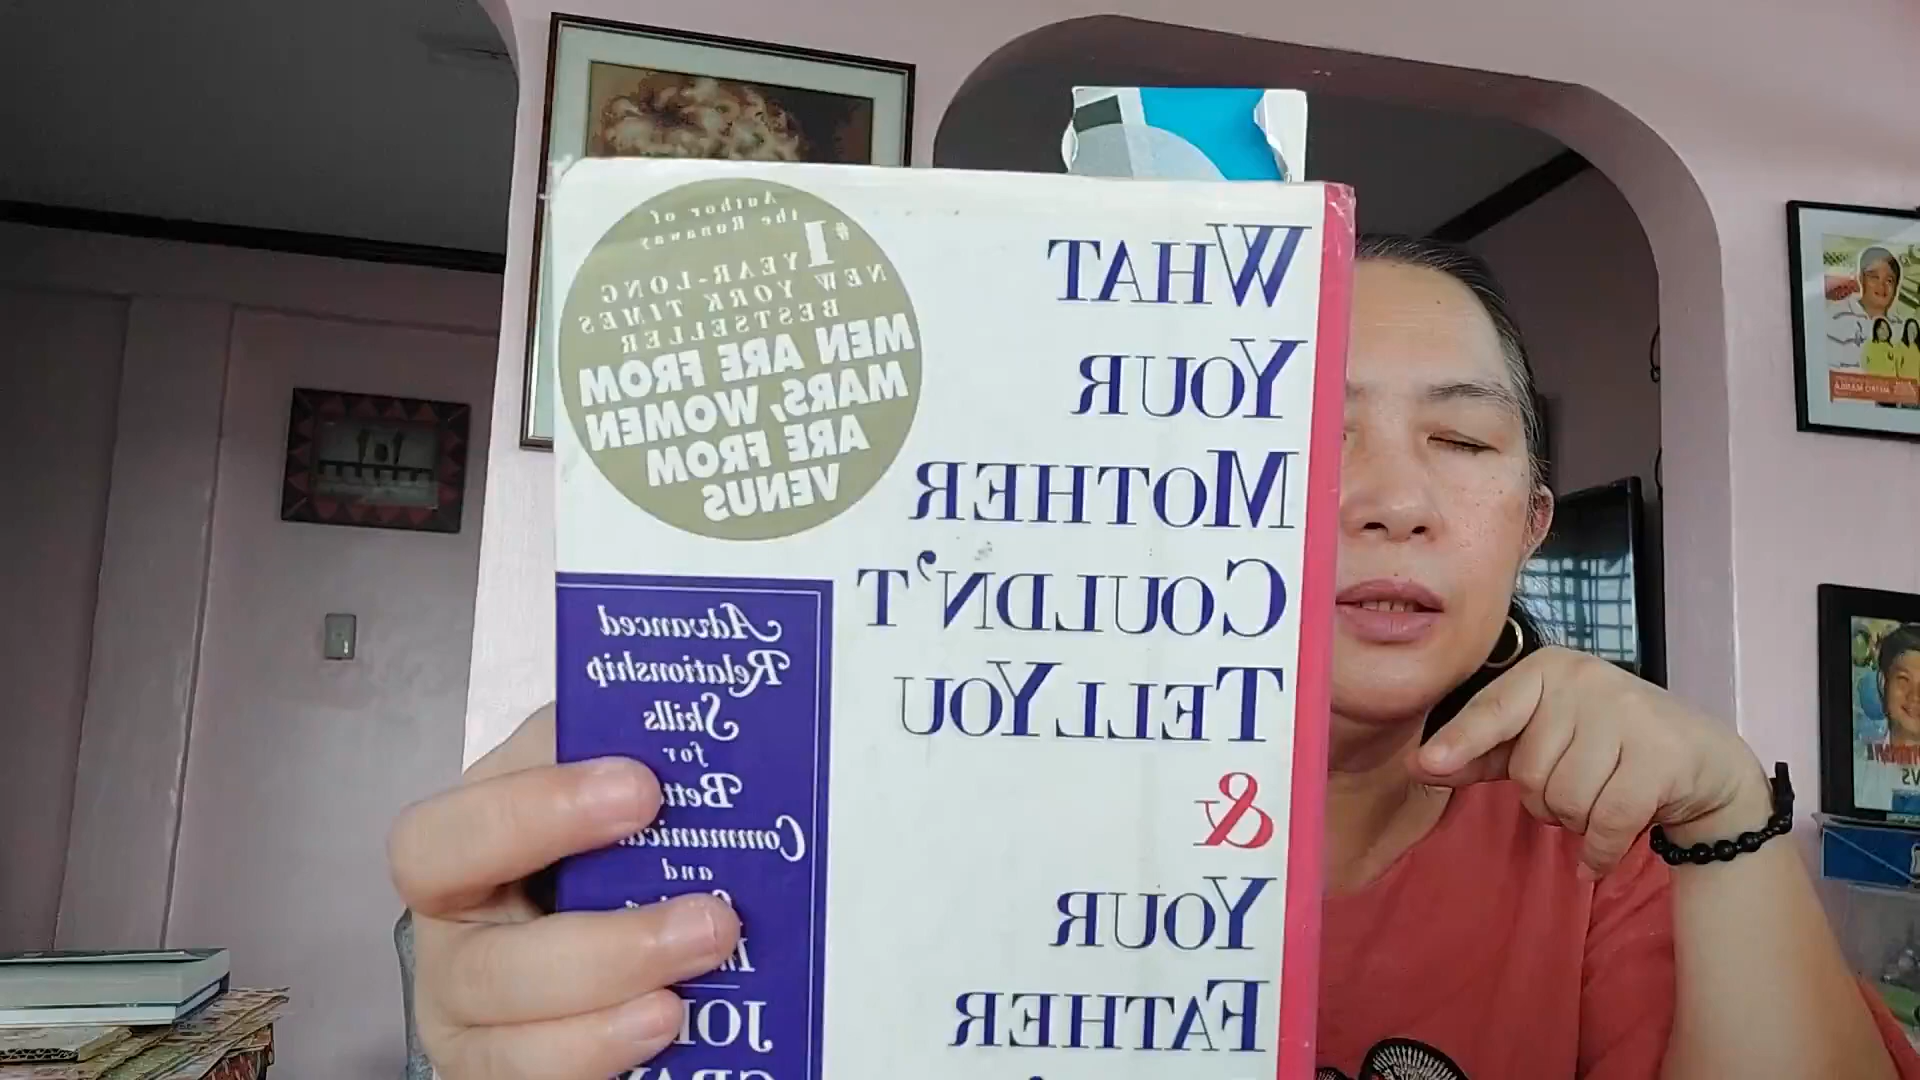 WHAT
YOUR
MOTHER
COULDN'T
TELL YOU
&
YOUR
FATHER
Author of
the Runaway
#1 YEAR-LONG
NEW YORK TIMES
BESTSELLER
MEN ARE FROM
MARS, WOMEN
ARE FROM
VENUS
Advanced
Relationship
Skills
for
and